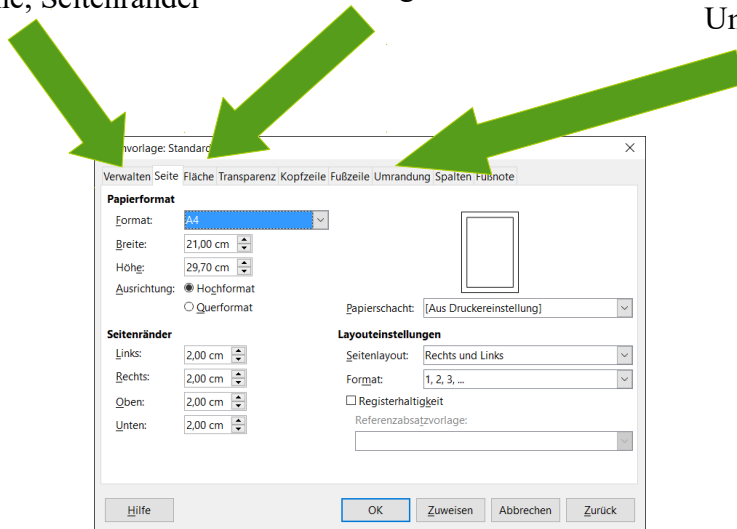 Seitenränder
Standard
Verwalten Seite Fläche Transparenz Kopfzeile Fußzeile Umrandung Spalten Fußnote
Papierformat
Format: A4
Breite: 21,00 cm
Höhe: 29,70 cm
Ausrichtung: Hochformat
Querformat
Papierschacht: [Aus Druckereinstellung]
Seitenränder
Layouteinstellungen
Links: 2,00 cm
Seitenlayout: Rechts und Links
Rechts: 2,00 cm
Format: 1, 2, 3, ...
Oben: 2,00 cm
Registerhaltigkeit
Unten: 2,00 cm
Referenzabsatzvorlage:
Hilfe OK Zuweisen Abbrechen Zurück